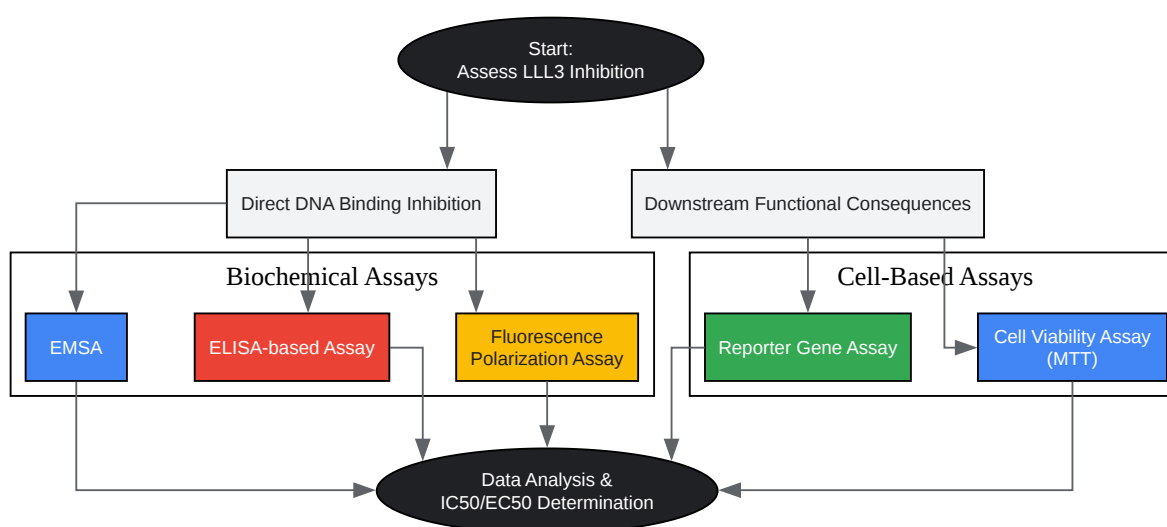 Start:
Assess LLL3 Inhibition
Direct DNA Binding Inhibition
Downstream Functional Consequences
Biochemical Assays
Cell-Based Assays
EMSA
ELISA-based Assay
Fluorescence
Polarization Assay
Reporter Gene Assay
Cell Viability Assay
(MTT)
Data Analysis &
IC50/EC50 Determination